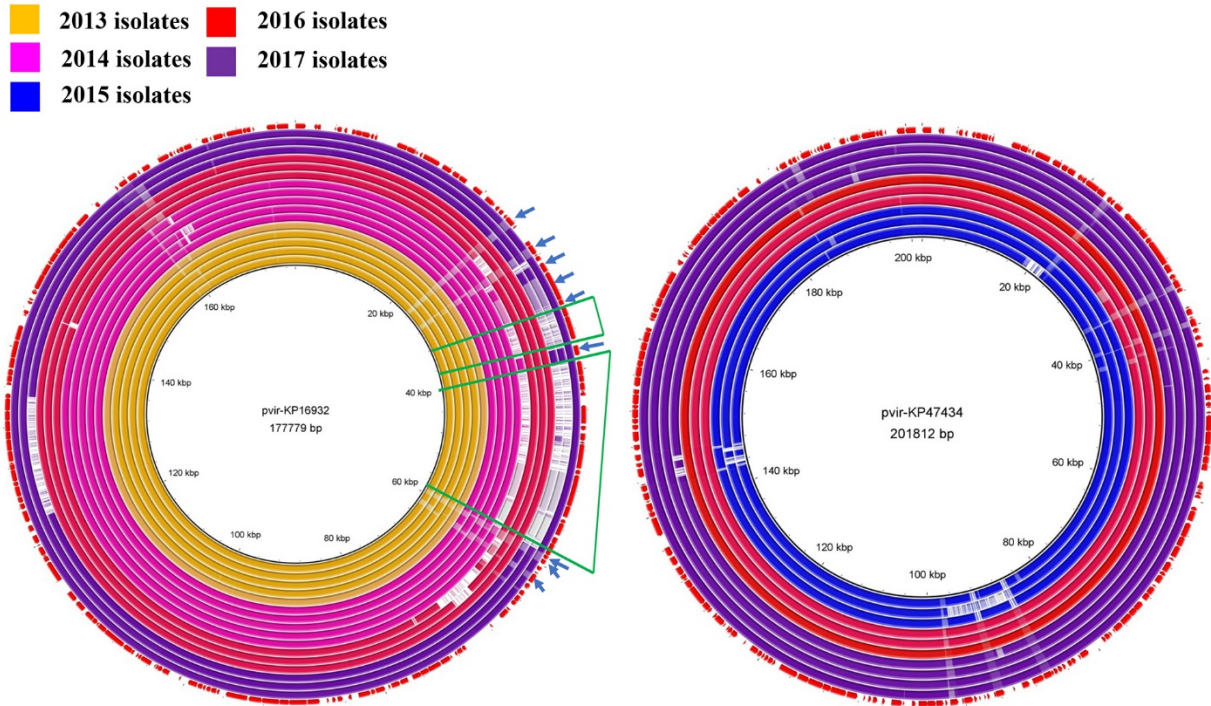 2013 isolates
2016 isolates
2014 isolates
2017 isolates
2015 isolates
20 kbp
40 kbp
60 kbp
80 kbp
100 kbp
120 kbp
140 kbp
160 kbp
pvir-KP16932
177779 bp
200 kbp
20 kbp
40 kbp
60 kbp
80 kbp
100 kbp
120 kbp
140 kbp
160 kbp
180 kbp
pvir-KP47434
201812 bp